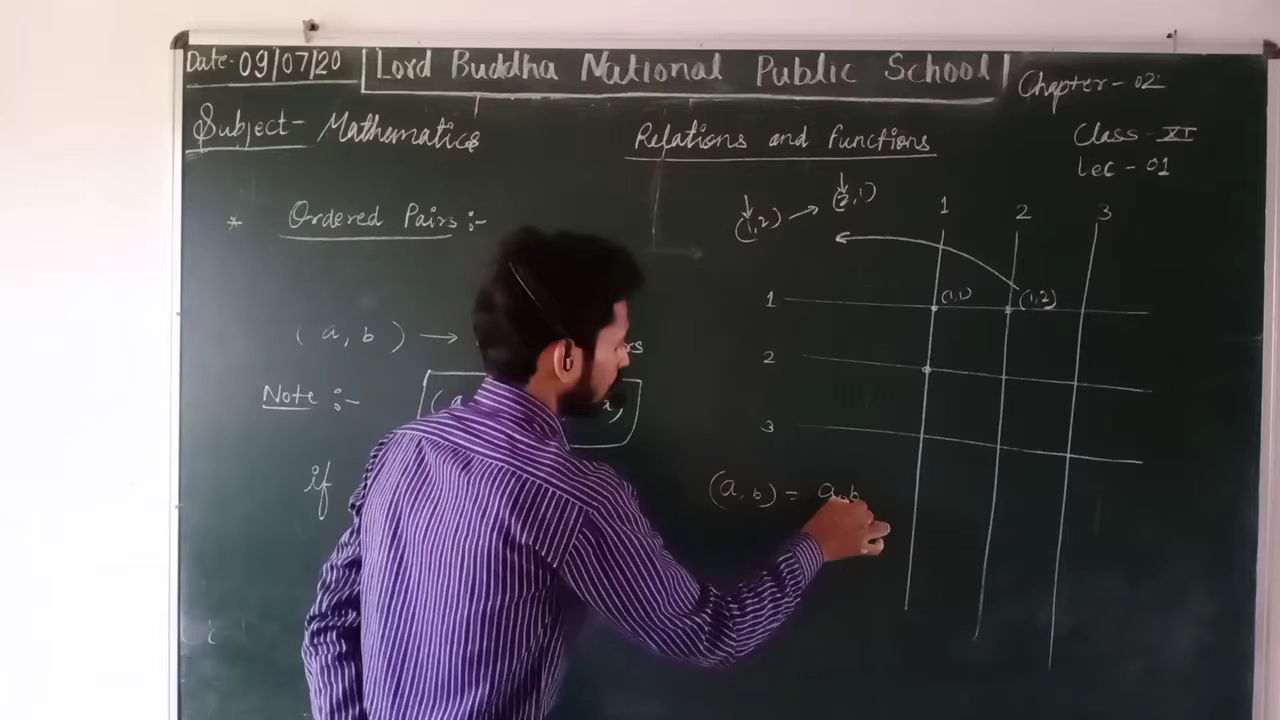 Date- 09/07/20
Lord Buddha National Public School
Chapter- 02
Subject- Mathematics
Relations and Functions
Class- XI
Lec - 01
* Ordered Pairs :-
(1,2) → (2,1)
1 2 3
1
(1,1) (1,2)
2
3
(a, b) →
rs
Note :-
(a
x,
if
(a, b) = a, b